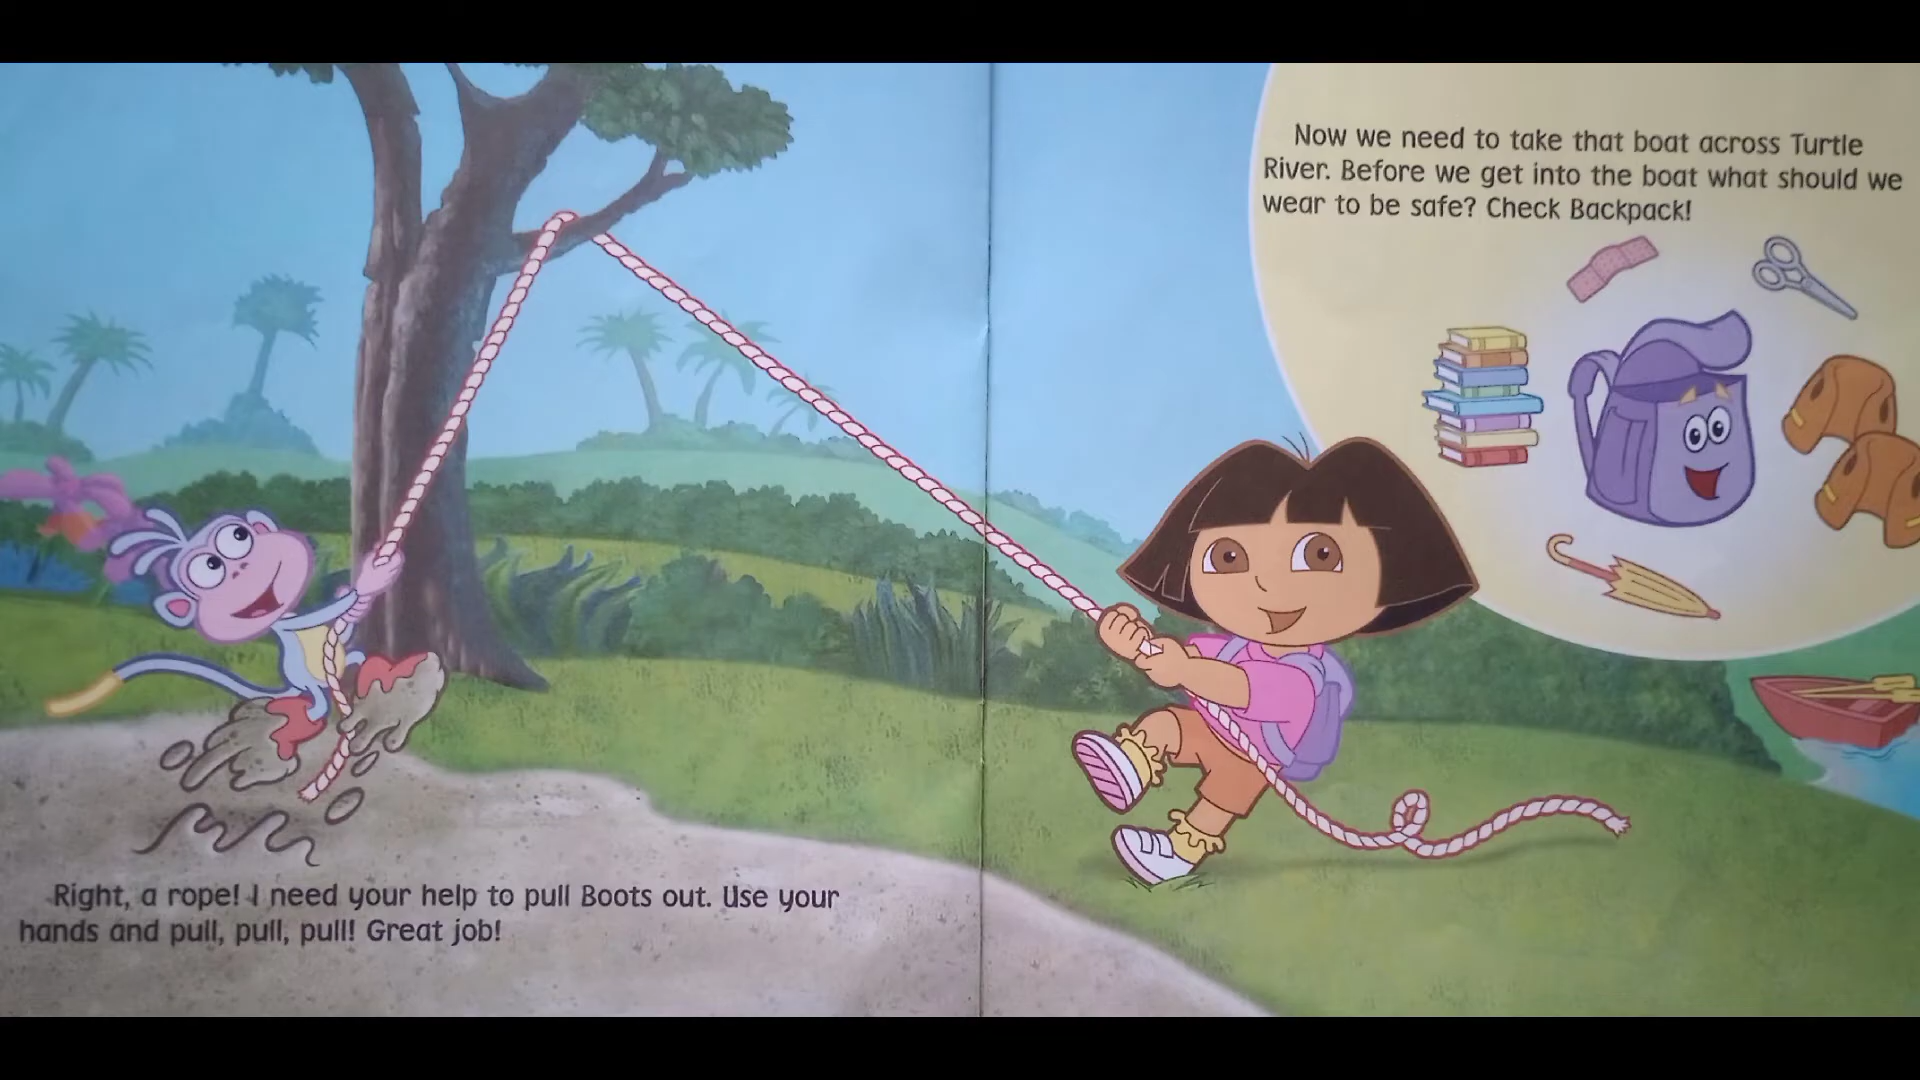 Right, a rope! I need your help to pull Boots out. Use your
hands and pull, pull, pull! Great job!
Now we need to take that boat across Turtle
River. Before we get into the boat what should we
wear to be safe? Check Backpack!